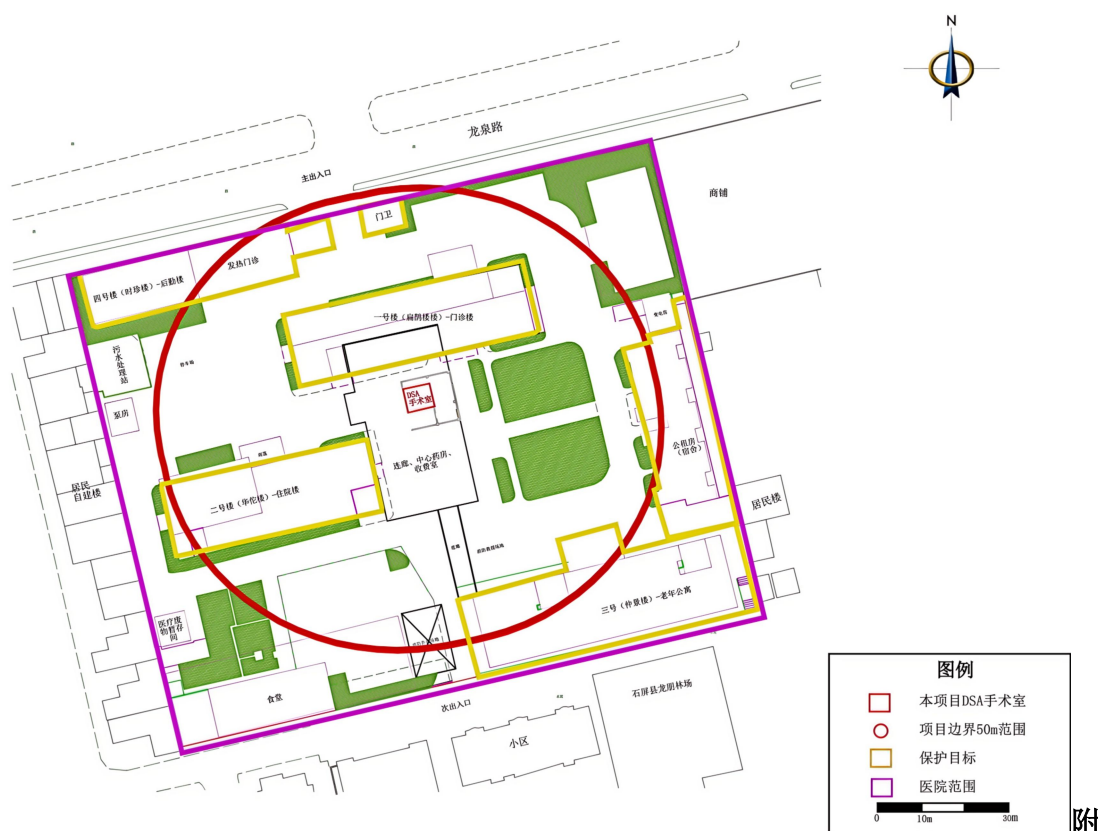 N
龙泉路
主出入口
商铺
门卫
发热门诊
四号楼（时珍楼）-后勤楼
一号楼（扁鹊楼楼）-门诊楼
变电站
污水处理站
停车场
泵房
DSA
手术室
公租房
（宿舍）
连廊、中心药房、
收费室
居民
自建楼
二号楼（华佗楼）-住院楼
居民楼
连廊
三号（仲景楼）-老年公寓
医疗废
物暂存
间
食堂
次出入口
石屏县龙朋林场
小区
图例
本项目DSA手术室
项目边界50m范围
保护目标
医院范围
0 10m 30m
附